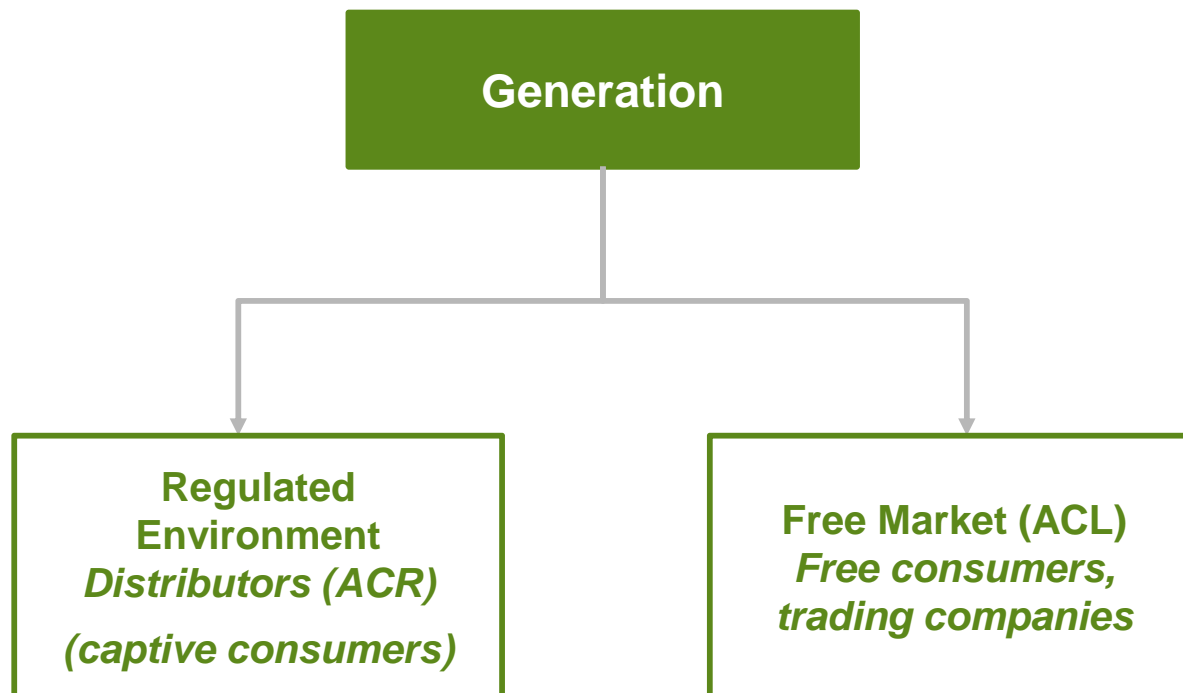 Generation
Regulated
Environment
Distributors (ACR)
(captive consumers)
Free Market (ACL)
Free consumers,
trading companies